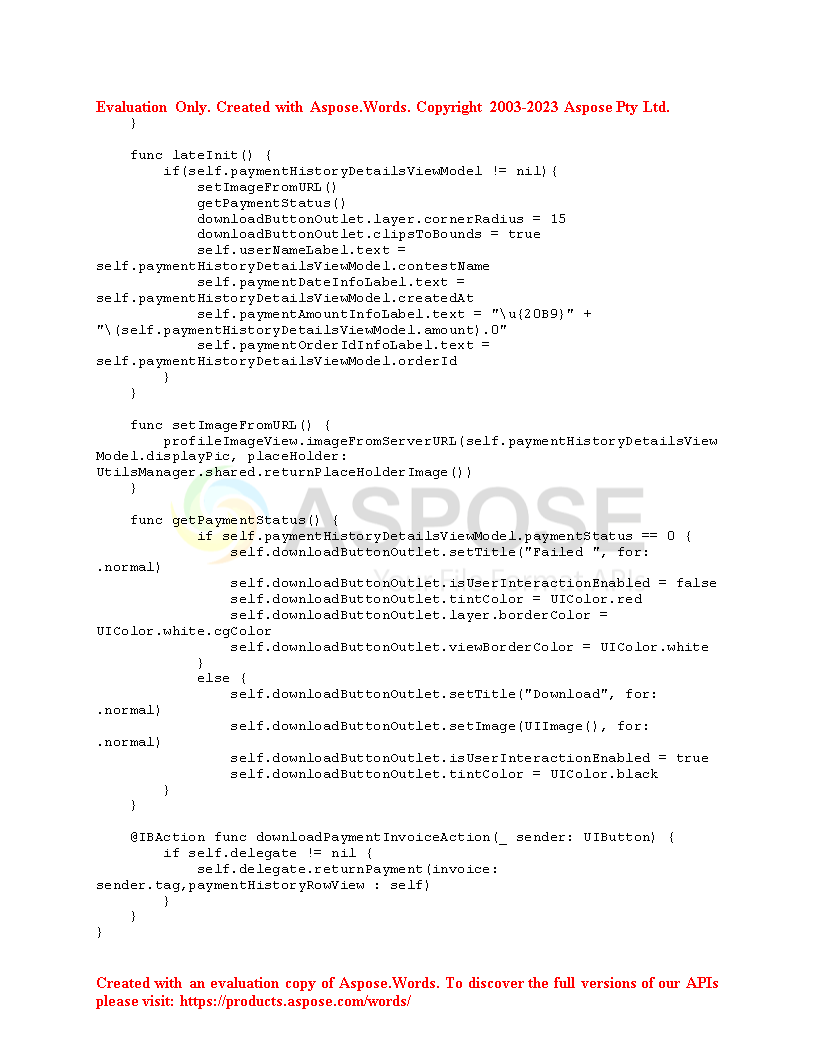 Evaluation Only. Created with Aspose.Words. Copyright 2003-2023 Aspose Pty Ltd.
    }

    func lateInit() {
        if(self.paymentHistoryDetailsViewModel != nil){
            setImageFromURL()
            getPaymentStatus()
            downloadButtonOutlet.layer.cornerRadius = 15
            downloadButtonOutlet.clipsToBounds = true
            self.userNameLabel.text =
self.paymentHistoryDetailsViewModel.contestName
            self.paymentDateInfoLabel.text =
self.paymentHistoryDetailsViewModel.createdAt
            self.paymentAmountInfoLabel.text = "\u{20B9}" +
"\(self.paymentHistoryDetailsViewModel.amount).0"
            self.paymentOrderIdInfoLabel.text =
self.paymentHistoryDetailsViewModel.orderId
        }
    }

    func setImageFromURL() {
        profileImageView.imageFromServerURL(self.paymentHistoryDetailsView
Model.displayPic, placeHolder:
UtilsManager.shared.returnPlaceHolderImage())
    }

ASPOSE
Your File Format APIs
    func getPaymentStatus() {
            if self.paymentHistoryDetailsViewModel.paymentStatus == 0 {
                self.downloadButtonOutlet.setTitle("Failed ", for:
.normal)
                self.downloadButtonOutlet.isUserInteractionEnabled = false
                self.downloadButtonOutlet.tintColor = UIColor.red
                self.downloadButtonOutlet.layer.borderColor =
UIColor.white.cgColor
                self.downloadButtonOutlet.viewBorderColor = UIColor.white
            }
            else {
                self.downloadButtonOutlet.setTitle("Download", for:
.normal)
                self.downloadButtonOutlet.setImage(UIImage(), for:
.normal)
                self.downloadButtonOutlet.isUserInteractionEnabled = true
                self.downloadButtonOutlet.tintColor = UIColor.black
        }
    }

    @IBAction func downloadPaymentInvoiceAction(_ sender: UIButton) {
        if self.delegate != nil {
            self.delegate.returnPayment(invoice:
sender.tag,paymentHistoryRowView : self)
        }
    }
}

Created with an evaluation copy of Aspose.Words. To discover the full versions of our APIs
please visit: https://products.aspose.com/words/